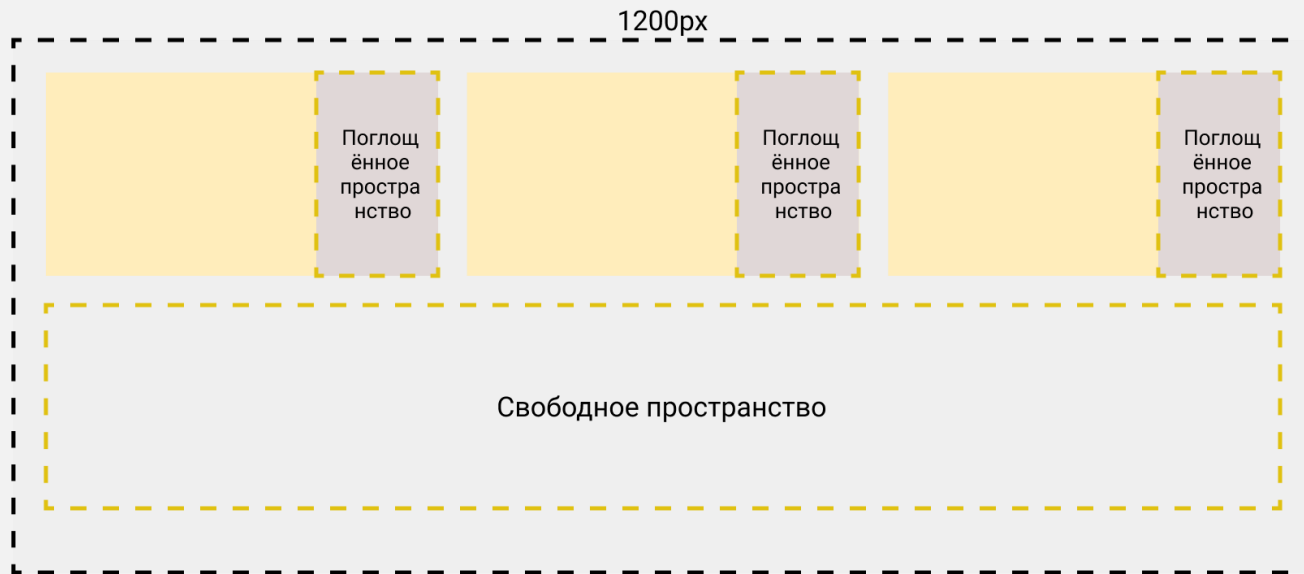 1200px
Поглощ
ённое
простра
нство
Поглощ
ённое
простра
нство
Поглощ
ённое
простра
нство
Свободное пространство